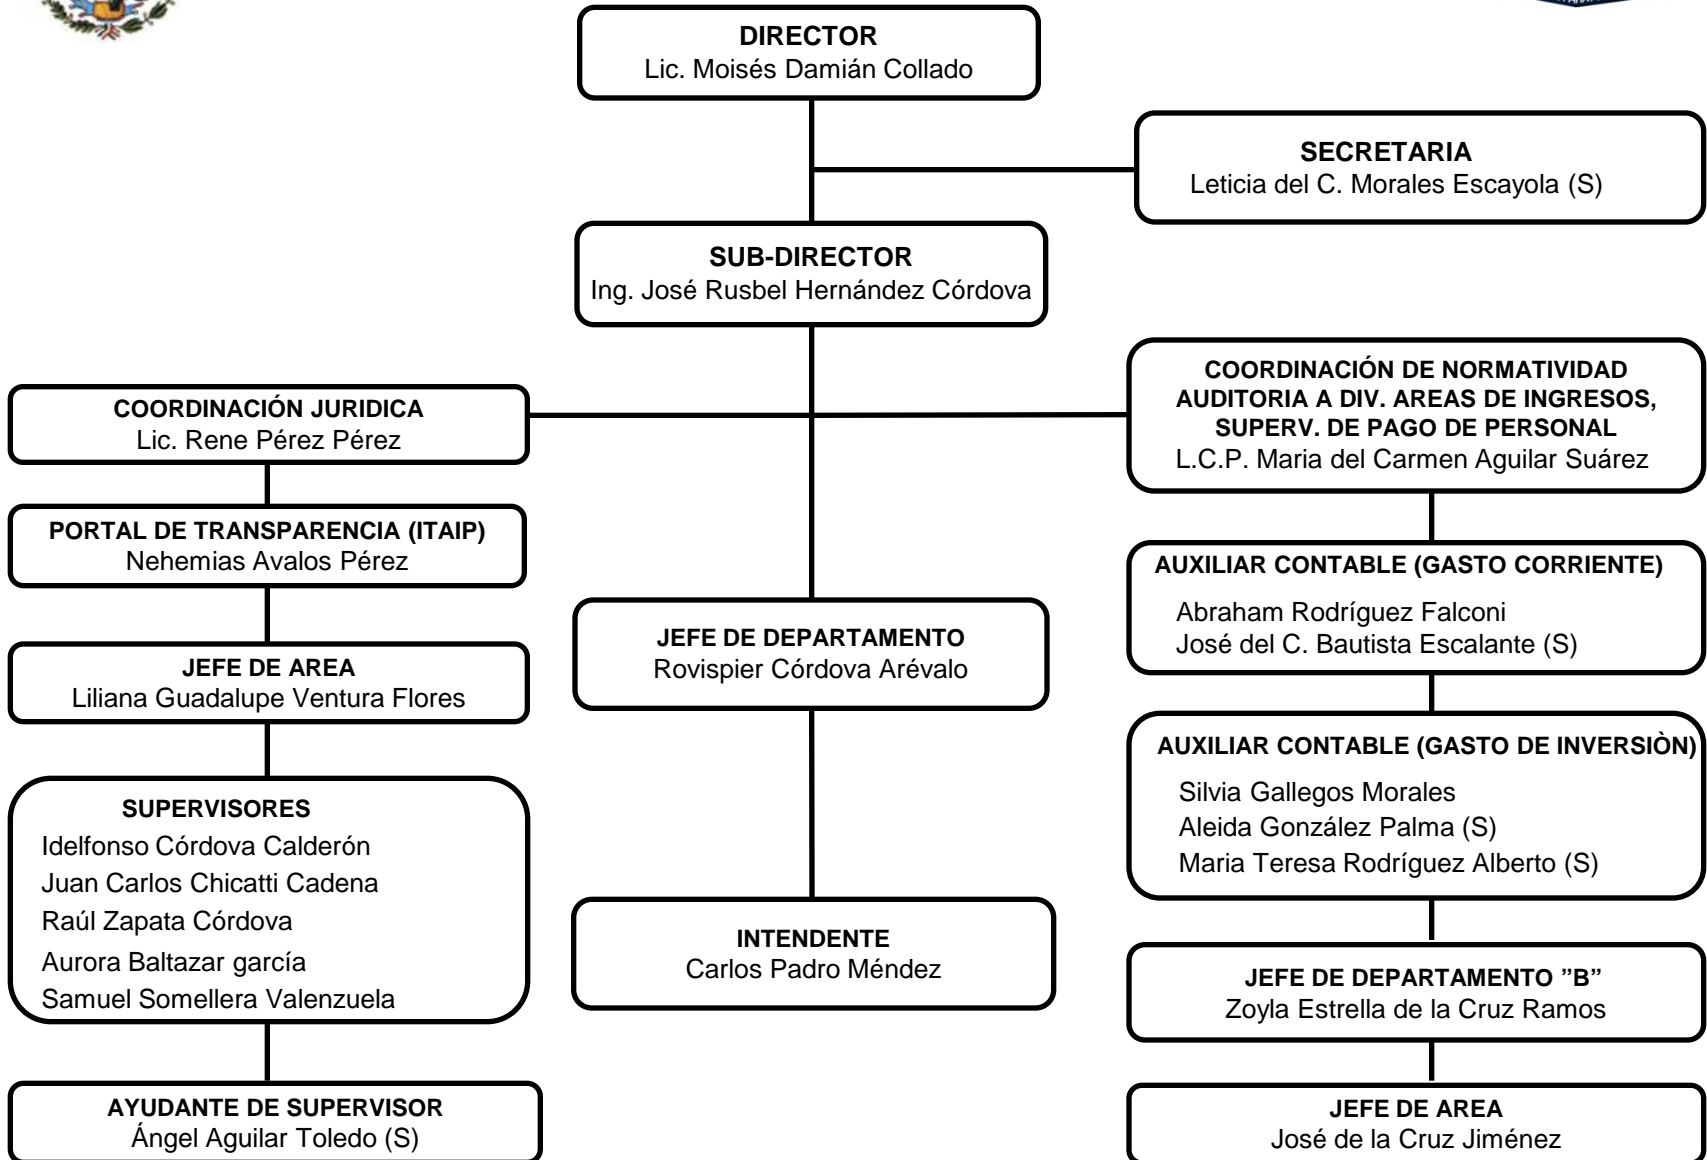 DIRECTOR
Lic. Moisés Damián Collado
SECRETARIA
Leticia del C. Morales Escayola (S)
SUB-DIRECTOR
Ing. José Rusbel Hernández Córdova
COORDINACIÓN JURIDICA
Lic. Rene Pérez Pérez
COORDINACIÓN DE NORMATIVIDAD
AUDITORIA A DIV. AREAS DE INGRESOS,
SUPERV. DE PAGO DE PERSONAL
L.C.P. Maria del Carmen Aguilar Suárez
PORTAL DE TRANSPARENCIA (ITAIP)
Nehemias Avalos Pérez
JEFE DE AREA
Liliana Guadalupe Ventura Flores
SUPERVISORES
Idelfonso Córdova Calderón
Juan Carlos Chicatti Cadena
Raúl Zapata Córdova
Aurora Baltazar garcía
Samuel Somellera Valenzuela
AYUDANTE DE SUPERVISOR
Ángel Aguilar Toledo (S)
JEFE DE DEPARTAMENTO
Rovispier Córdova Arévalo
INTENDENTE
Carlos Padro Méndez
AUXILIAR CONTABLE (GASTO CORRIENTE)
Abraham Rodríguez Falconi
José del C. Bautista Escalante (S)
AUXILIAR CONTABLE (GASTO DE INVERSIÒN)
Silvia Gallegos Morales
Aleida González Palma (S)
Maria Teresa Rodríguez Alberto (S)
JEFE DE DEPARTAMENTO ”B”
Zoyla Estrella de la Cruz Ramos
JEFE DE AREA
José de la Cruz Jiménez